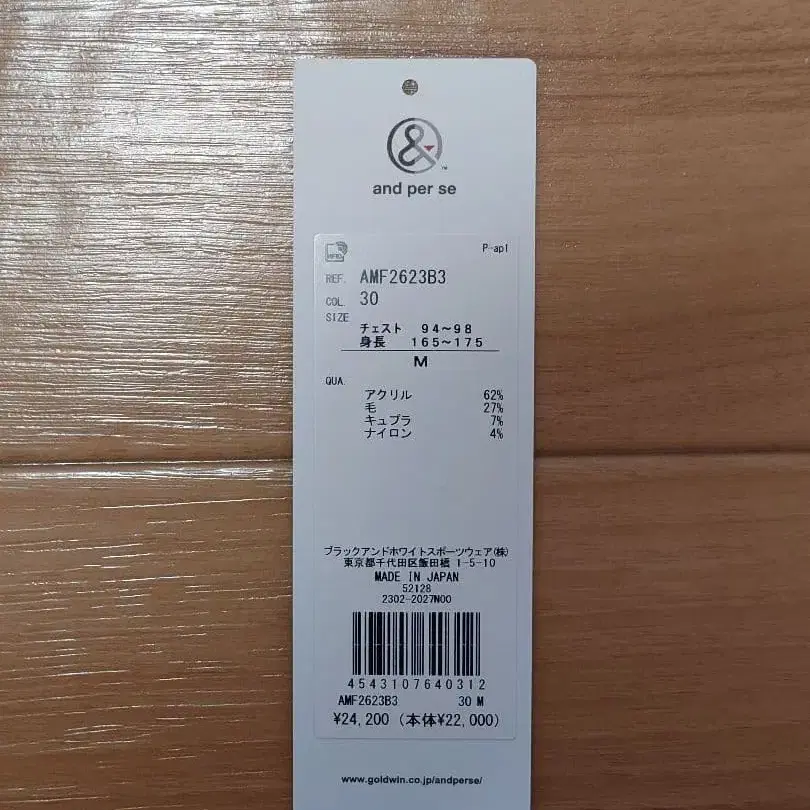 &
TM
and per se
P-ap1
RFID
REF. AMF2623B3
COL. 30
SIZE
チェスト 94~98
身長 165~175
M
QUA.
アクリル 62%
毛 27%
キュプラ 7%
ナイロン 4%
ブラックアンドホワイトスポーツウェア(株)
東京都千代田区飯田橋 1-5-10
MADE IN JAPAN
52128
2302-2027N00
4543107640312
AMF2623B3 30 M
¥24,200 (本体¥22,000)
www.goldwin.co.jp/andperse/